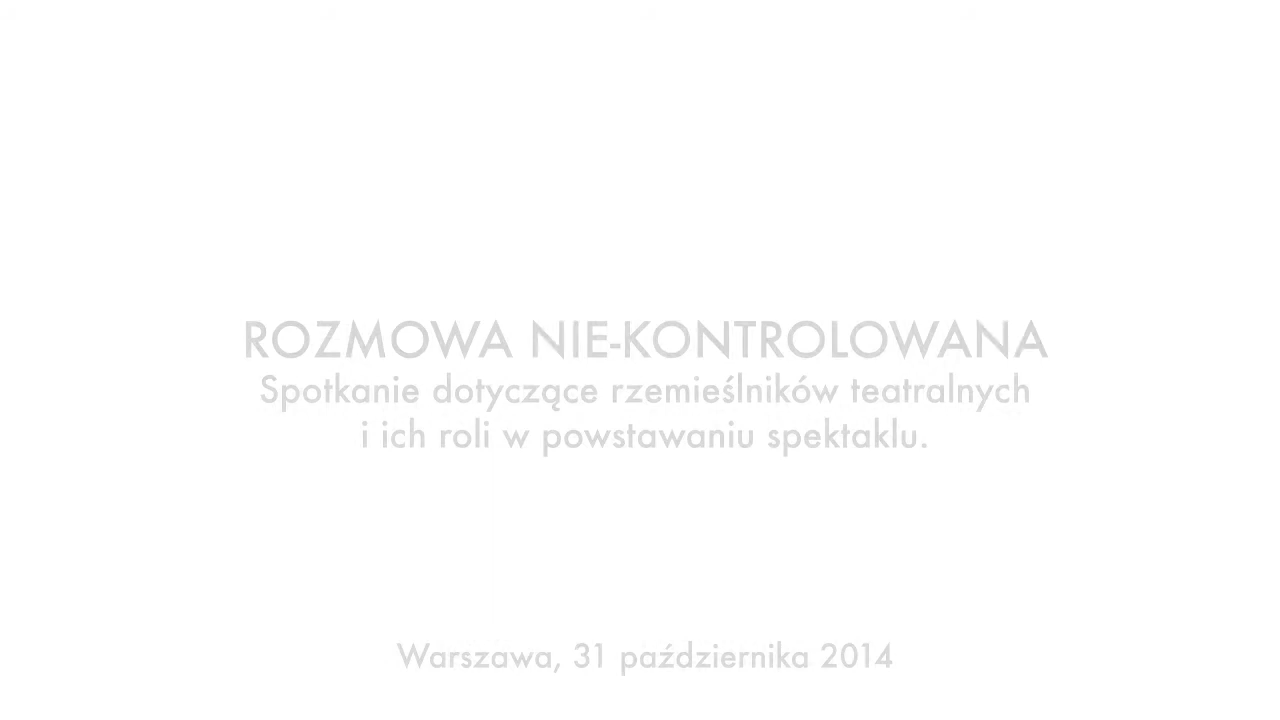 ROZMOWA NIE-KONTROLOWANA
Spotkanie dotyczące rzemieślników teatralnych
i ich roli w powstawaniu spektaklu.
Warszawa, 31 października 2014